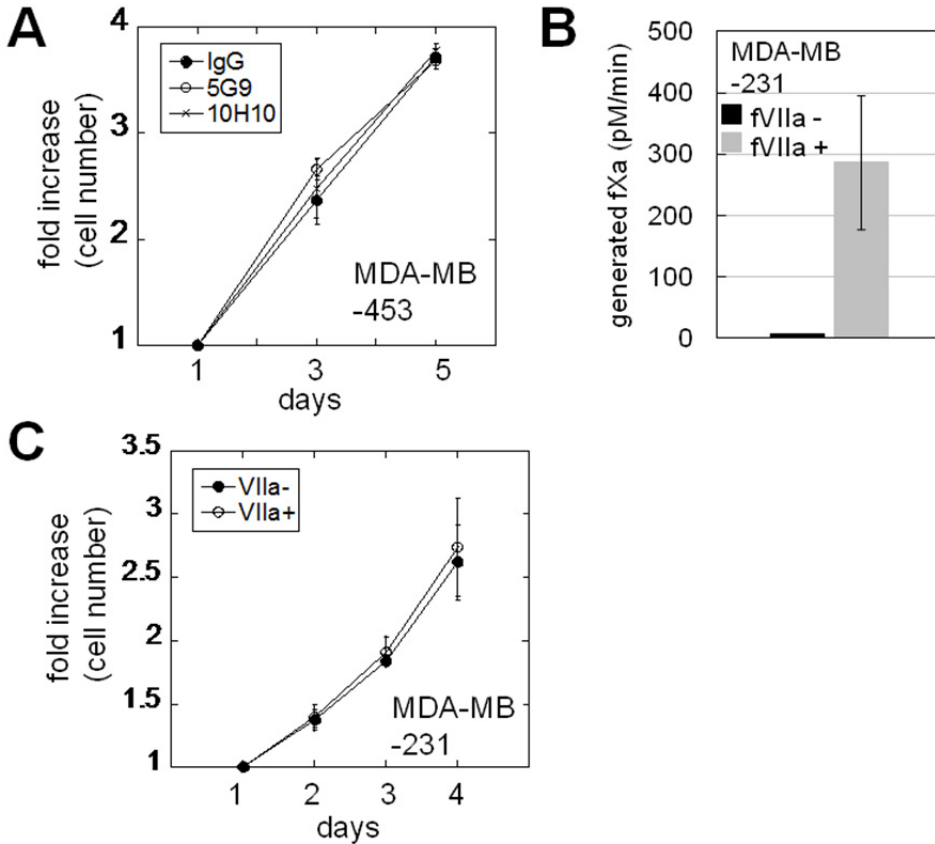 A
4
3
2
1
fold increase
(cell number)
IgG
5G9
10H10
MDA-MB
-453
1 3 5
days
B
500
400
300
200
100
0
generated fXa (pM/min)
MDA-MB
-231
fVIIa -
fVIIa +
C
3.5
3
2.5
2
1.5
1
fold increase
(cell number)
VIIa-
VIIa+
MDA-MB
-231
1 2 3 4
days